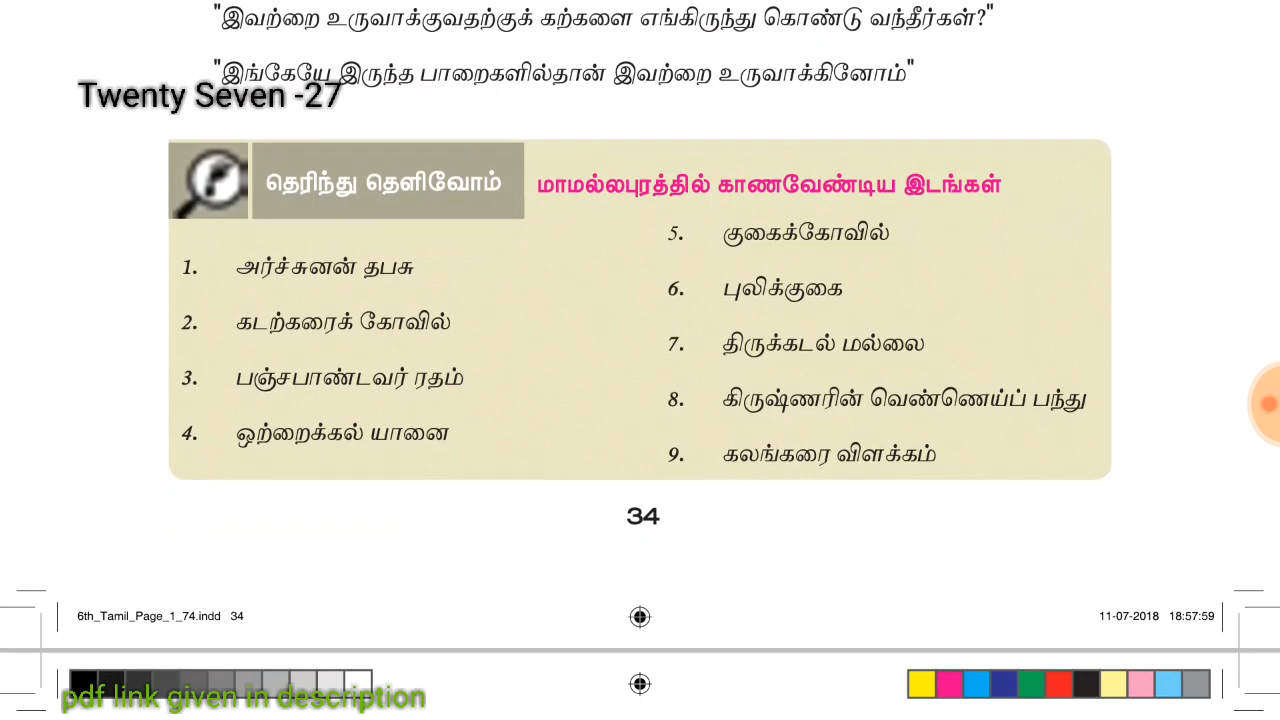 "இவற்றை உருவாக்குவதற்குக் கற்களை எங்கிருந்து கொண்டு வந்தீர்கள்?"
"இங்கேயே இருந்த பாறைகளில்தான் இவற்றை உருவாக்கினோம்"
Twenty Seven -27
தெரிந்து தெளிவோம்
மாமல்லபுரத்தில் காணவேண்டிய இடங்கள்
1. அர்ச்சுனன் தபசு
2. கடற்கரைக் கோவில்
3. பஞ்சபாண்டவர் ரதம்
4. ஒற்றைக்கல் யானை
5. குகைக்கோவில்
6. புலிக்குகை
7. திருக்கடல் மல்லை
8. கிருஷ்ணரின் வெண்ணெய்ப் பந்து
9. கலங்கரை விளக்கம்
34
6th_Tamil_Page_1_74.indd 34
11-07-2018 18:57:59
pdf link given in description